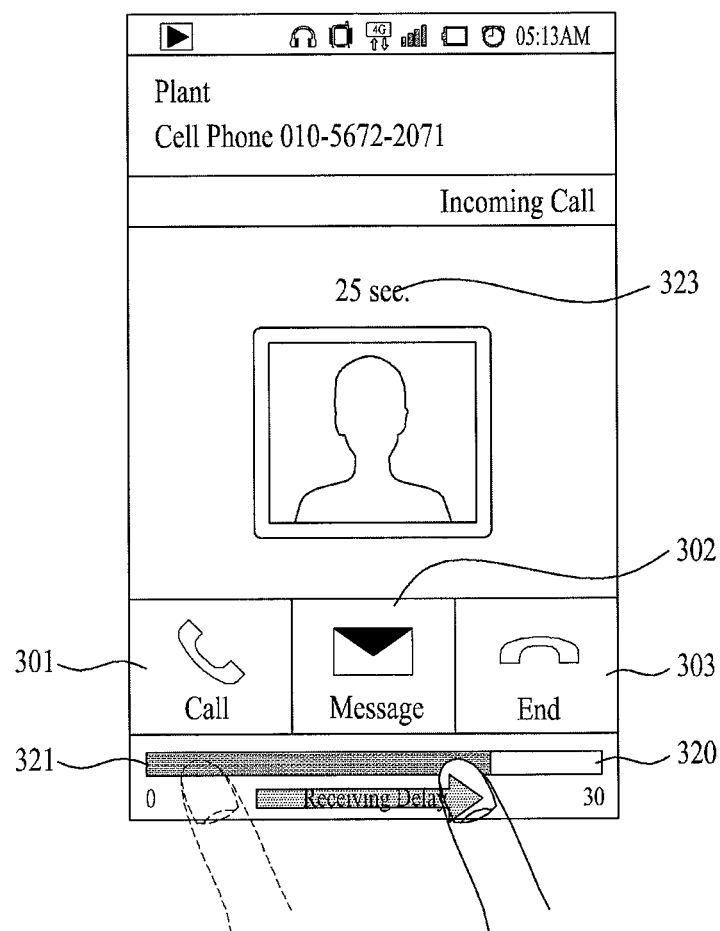 4G 05:13AM
Plant
Cell Phone 010-5672-2071
Incoming Call
25 sec.
323
302
301
Call
Message
End
303
321
320
0
Receiving Delay
30